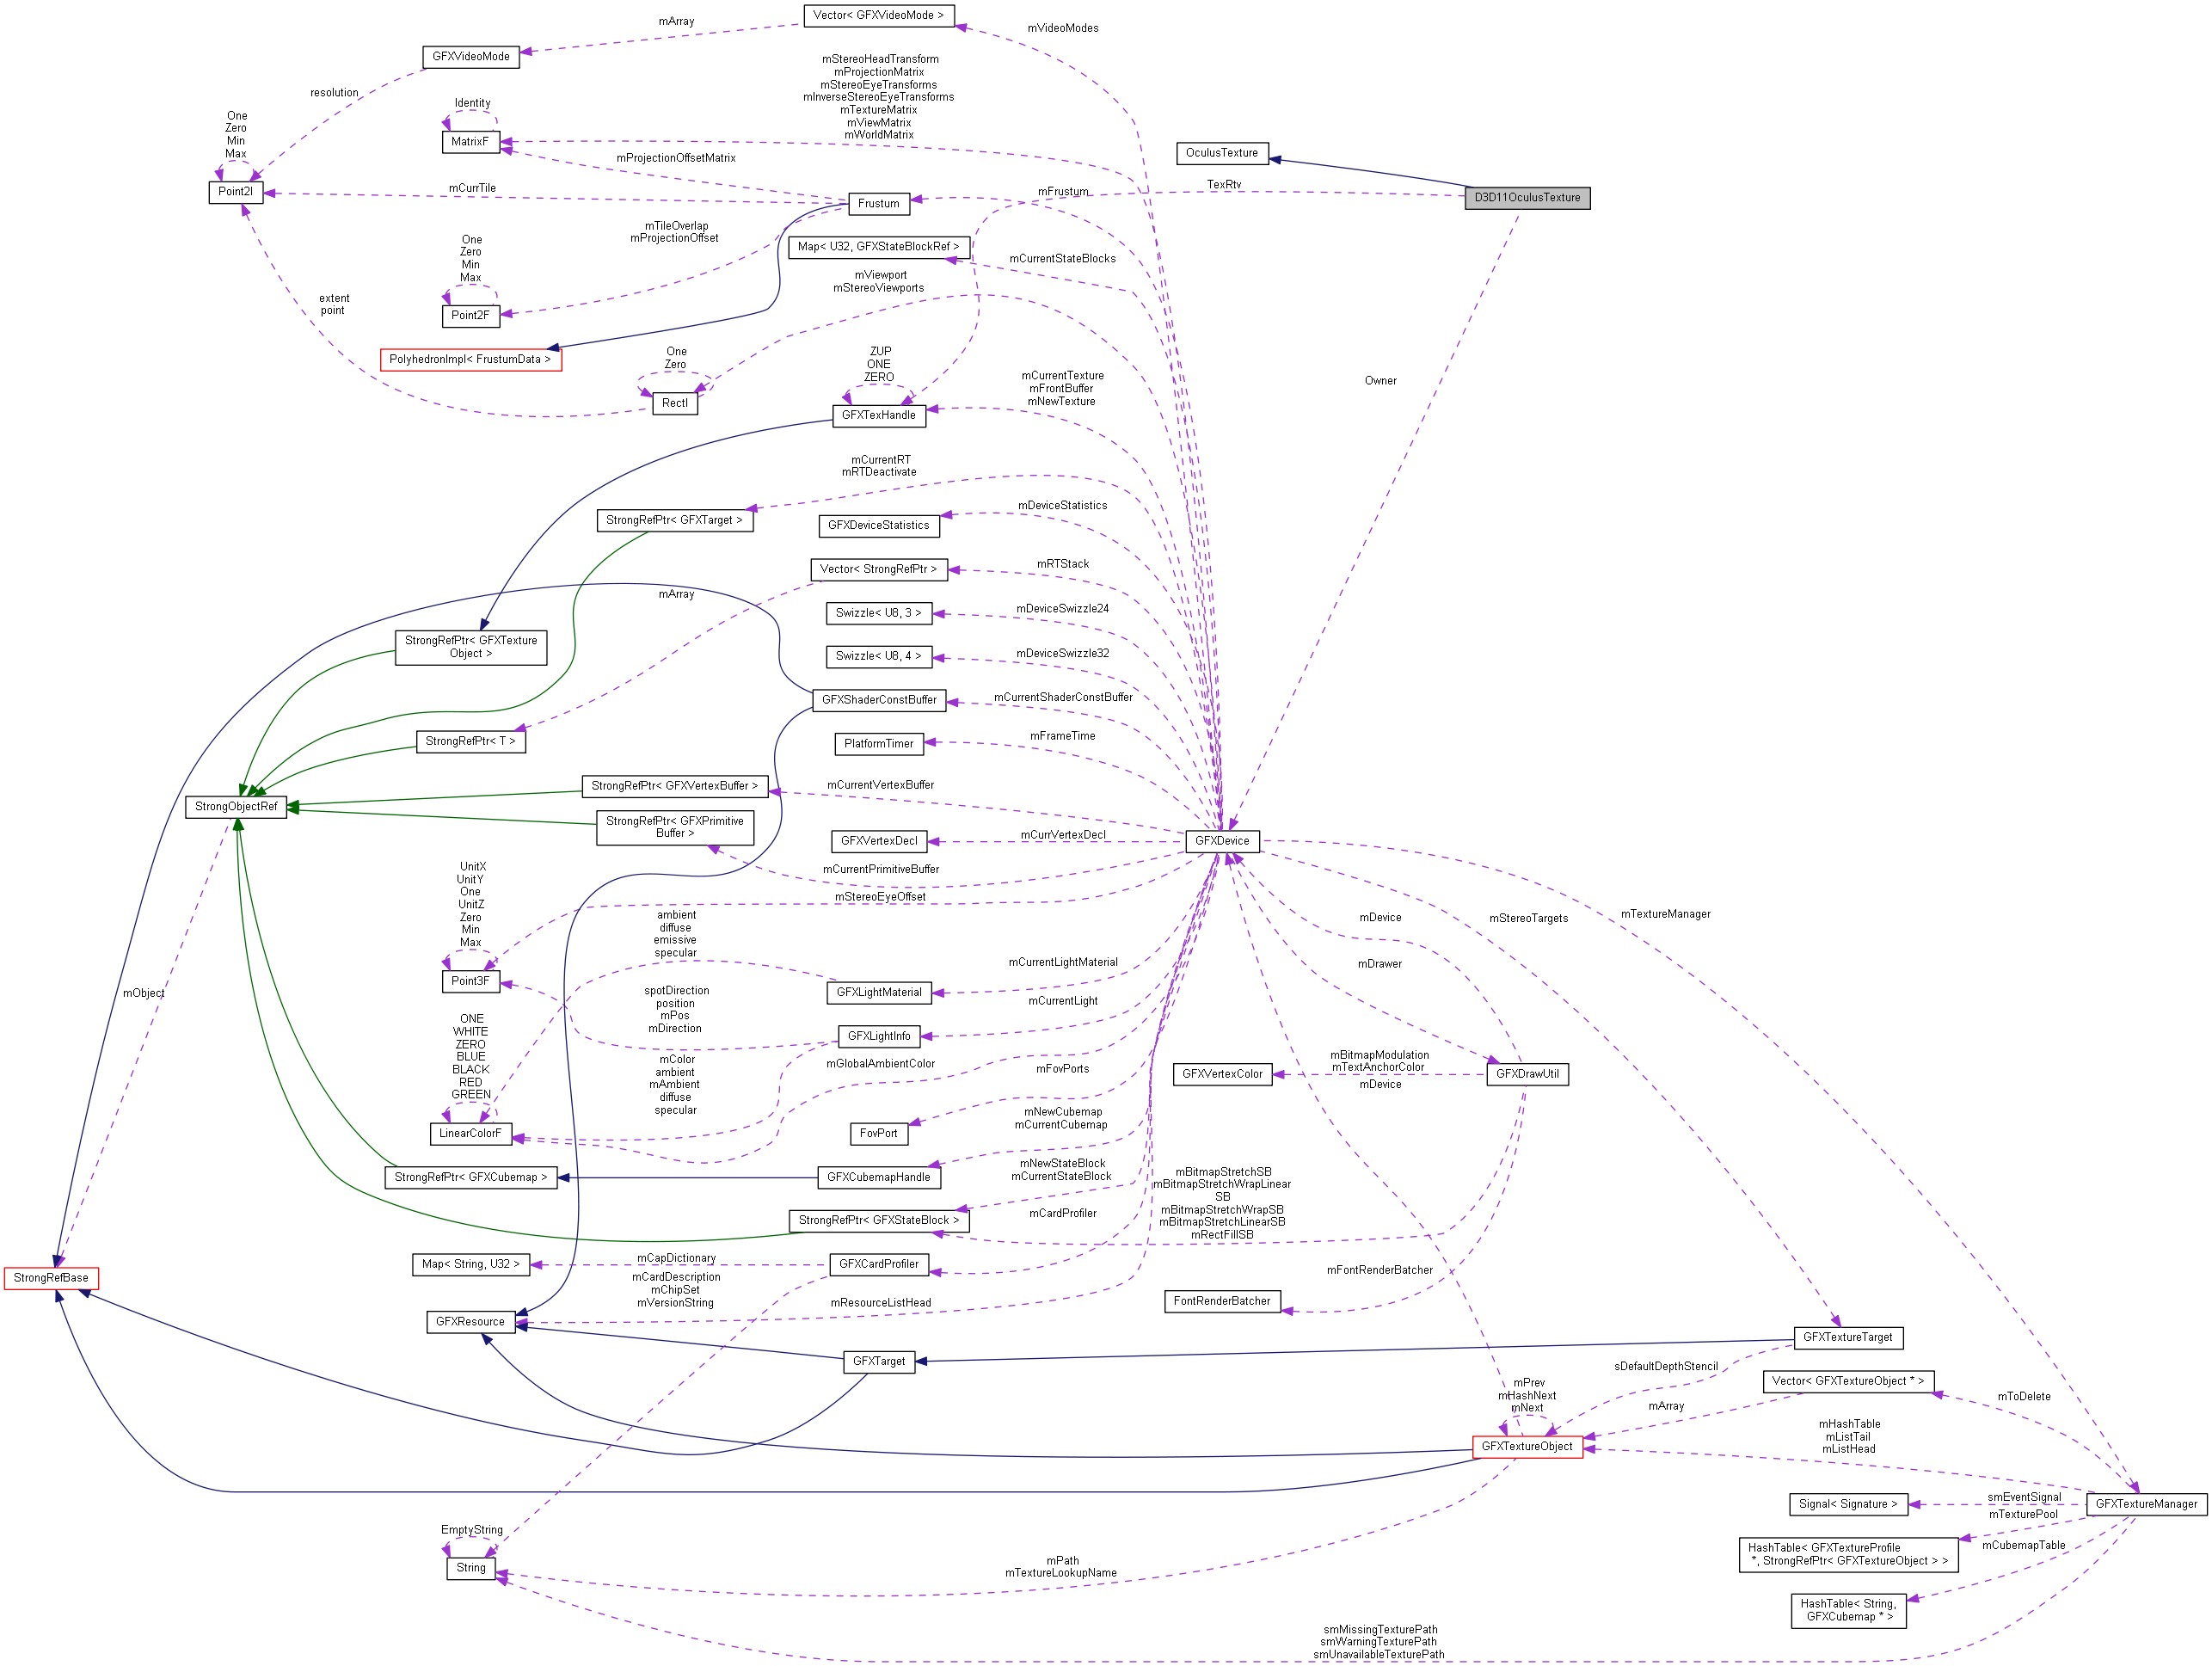 Vector< GFXVideoMode >
mArray
mVideoModes
GFXVideoMode
mStereoHeadTransform
mProjectionMatrix
mStereoEyeTransforms
mInverseStereoEyeTransforms
mTextureMatrix
mViewMatrix
mWorldMatrix
resolution
Identity
MatrixF
One
Zero
Min
Max
OculusTexture
mProjectionOffsetMatrix
Point2I
mCurrTile
mFrustum
TexRtv
D3D11OculusTexture
Frustum
mTileOverlap
mProjectionOffset
One
Zero
Min
Max
Map< U32, GFXStateBlockRef >
mCurrentStateBlocks
mViewport
mStereoViewports
extent
point
Point2F
PolyhedronImpl< FrustumData >
One
Zero
ZUP
ONE
ZERO
mCurrentTexture
mFrontBuffer
mNewTexture
Owner
RectI
GFXTexHandle
mCurrentRT
mRTDeactivate
StrongRefPtr< GFXTarget >
GFXDeviceStatistics
mDeviceStatistics
Vector< StrongRefPtr >
mRTStack
mArray
Swizzle< U8, 3 >
mDeviceSwizzle24
StrongRefPtr< GFXTexture
Object >
Swizzle< U8, 4 >
mDeviceSwizzle32
GFXShaderConstBuffer
mCurrentShaderConstBuffer
StrongRefPtr< T >
PlatformTimer
mFrameTime
StrongObjectRef
StrongRefPtr< GFXVertexBuffer >
mCurrentVertexBuffer
StrongRefPtr< GFXPrimitive
Buffer >
GFXVertexDecl
mCurrVertexDecl
GFXDevice
mCurrentPrimitiveBuffer
UnitX
UnitY
One
UnitZ
Zero
Min
Max
mStereoEyeOffset
ambient
diffuse
emissive
specular
mDevice
mStereoTargets
mTextureManager
mDrawer
mCurrentLightMaterial
Point3F
mObject
GFXLightMaterial
spotDirection
position
mPos
mDirection
mCurrentLight
ONE
WHITE
ZERO
BLUE
BLACK
RED
GREEN
GFXLightInfo
mColor
ambient
mAmbient
diffuse
specular
mGlobalAmbientColor
mFovPorts
GFXVertexColor
mBitmapModulation
mTextAnchorColor
mDevice
GFXDrawUtil
LinearColorF
FovPort
mNewCubemap
mCurrentCubemap
StrongRefPtr< GFXCubemap >
GFXCubemapHandle
mNewStateBlock
mCurrentStateBlock
mBitmapStretchSB
mBitmapStretchWrapLinear
SB
mBitmapStretchWrapSB
mBitmapStretchLinearSB
mRectFillSB
StrongRefPtr< GFXStateBlock >
mCardProfiler
Map< String, U32 >
mCapDictionary
GFXCardProfiler
mFontRenderBatcher
StrongRefBase
mCardDescription
mChipSet
mVersionString
mResourceListHead
FontRenderBatcher
GFXResource
GFXTextureTarget
GFXTarget
sDefaultDepthStencil
Vector< GFXTextureObject * >
mPrev
mHashNext
mNext
mArray
mToDelete
mHashTable
mListTail
mListHead
GFXTextureObject
Signal< Signature >
smEventSignal
GFXTextureManager
mTexturePool
EmptyString
HashTable< GFXTextureProfile
*, StrongRefPtr< GFXTextureObject > >
mCubemapTable
String
mPath
mTextureLookupName
HashTable< String,
GFXCubemap * >
smMissingTexturePath
smWarningTexturePath
smUnavailableTexturePath